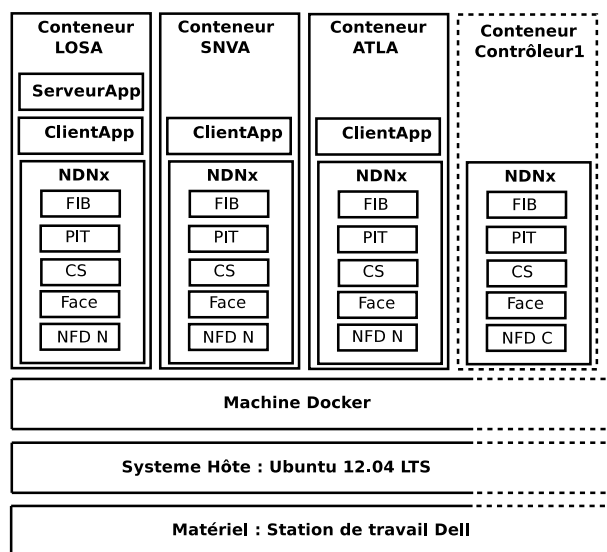 Conteneur
LOSA
ServeurApp
ClientApp
NDNx
FIB
PIT
CS
Face
NFD N
Conteneur
SNVA
ClientApp
NDNx
FIB
PIT
CS
Face
NFD N
Conteneur
ATLA
ClientApp
NDNx
FIB
PIT
CS
Face
NFD N
Conteneur
Contrôleur1
NDNx
FIB
PIT
CS
Face
NFD C
Machine Docker
Systeme Hôte : Ubuntu 12.04 LTS
Matériel : Station de travail Dell